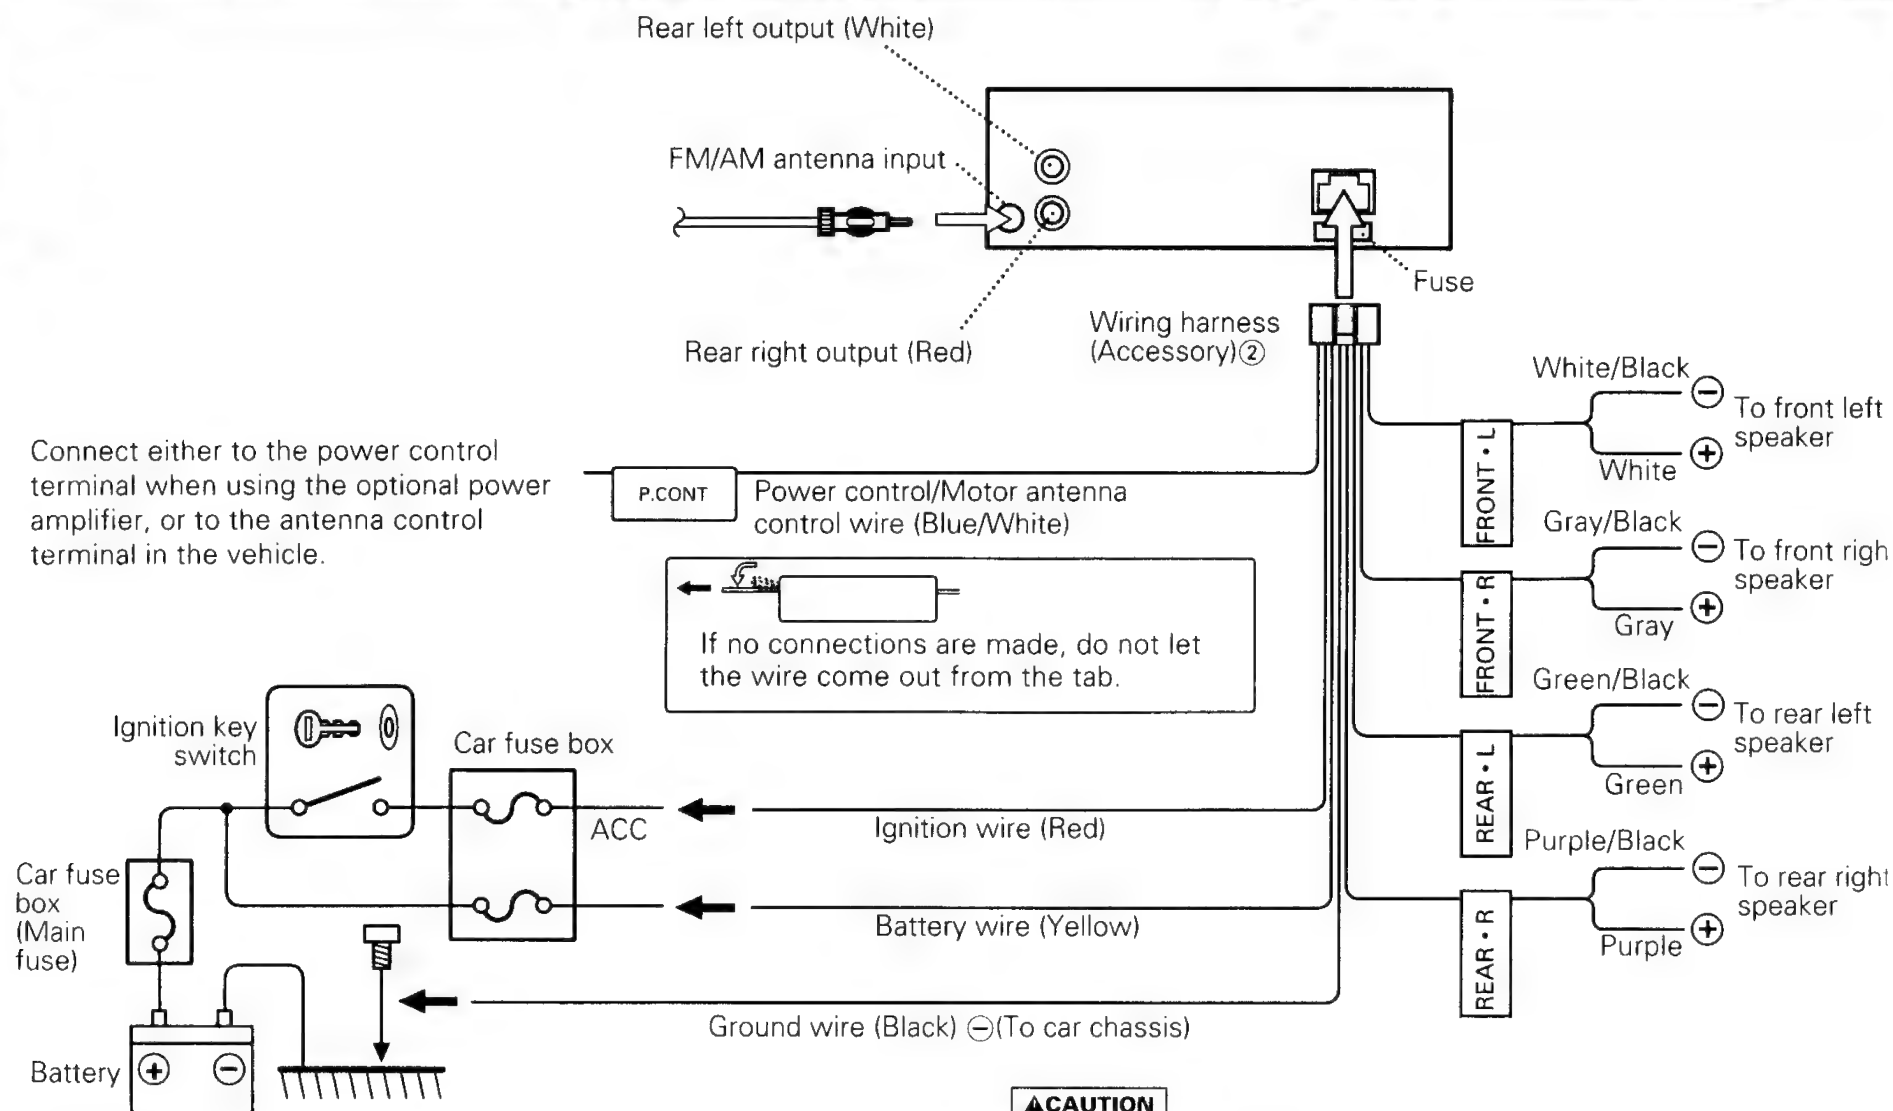 Rear left output (White)
FM/AM antenna input
Fuse
Wiring harness
(Accessory)②
Rear right output (Red)
White/Black
⊖
To front left
speaker
FRONT • L
White
⊕
Connect either to the power control
terminal when using the optional power
amplifier, or to the antenna control
terminal in the vehicle.
P.CONT
Power control/Motor antenna
control wire (Blue/White)
Gray/Black
⊖
To front righ
speaker
FRONT • R
Gray
⊕
If no connections are made, do not let
the wire come out from the tab.
Green/Black
⊖
To rear left
speaker
REAR • L
Green
⊕
Ignition key
switch
Car fuse box
ACC
Ignition wire (Red)
Purple/Black
⊖
To rear right
speaker
REAR • R
Purple
⊕
Car fuse
box
(Main
fuse)
Battery wire (Yellow)
Ground wire (Black) ⊖(To car chassis)
Battery
⊕
⊖
⚠CAUTION